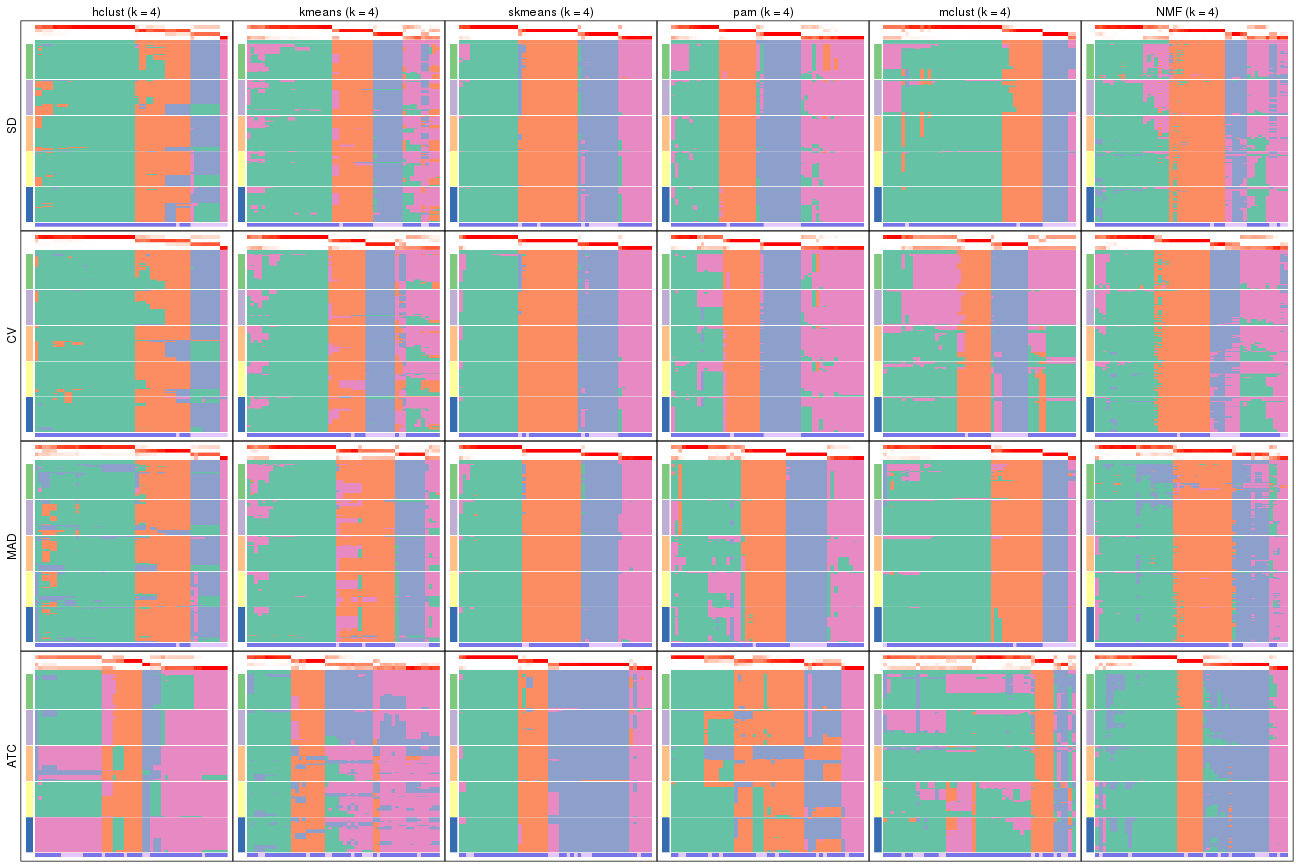 hclust (k = 4) kmeans (k = 4) skmeans (k = 4) pam (k = 4) mclust (k = 4) NMF (k = 4)
SD
CV
MAD
ATC